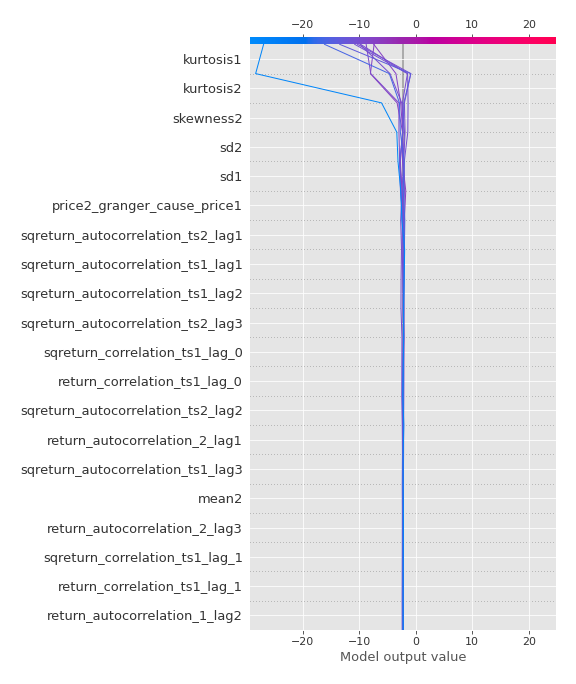 −20 −10 0 10 20
kurtosis1
kurtosis2
skewness2
sd2
sd1
price2_granger_cause_price1
sqreturn_autocorrelation_ts2_lag1
sqreturn_autocorrelation_ts1_lag1
sqreturn_autocorrelation_ts1_lag2
sqreturn_autocorrelation_ts2_lag3
sqreturn_correlation_ts1_lag_0
return_correlation_ts1_lag_0
sqreturn_autocorrelation_ts2_lag2
return_autocorrelation_2_lag1
sqreturn_autocorrelation_ts1_lag3
mean2
return_autocorrelation_2_lag3
sqreturn_correlation_ts1_lag_1
return_correlation_ts1_lag_1
return_autocorrelation_1_lag2
−20 −10 0 10 20
Model output value